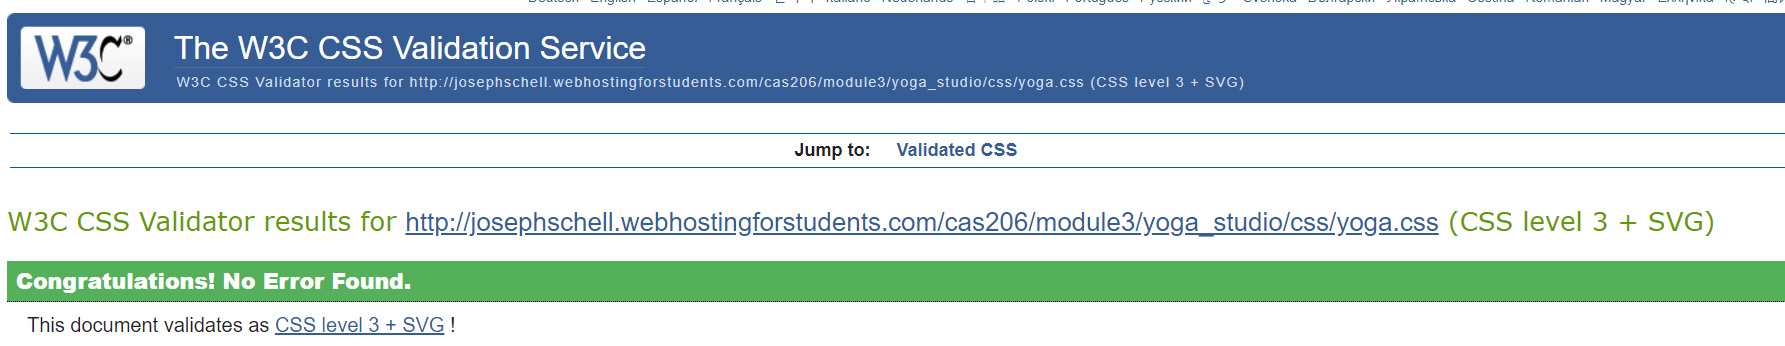 W3C®
The W3C CSS Validation Service
W3C CSS Validator results for http://josephschell.webhostingforstudents.com/cas206/module3/yoga_studio/css/yoga.css (CSS level 3 + SVG)
Jump to: Validated CSS
W3C CSS Validator results for http://josephschell.webhostingforstudents.com/cas206/module3/yoga_studio/css/yoga.css (CSS level 3 + SVG)
Congratulations! No Error Found.
This document validates as CSS level 3 + SVG !